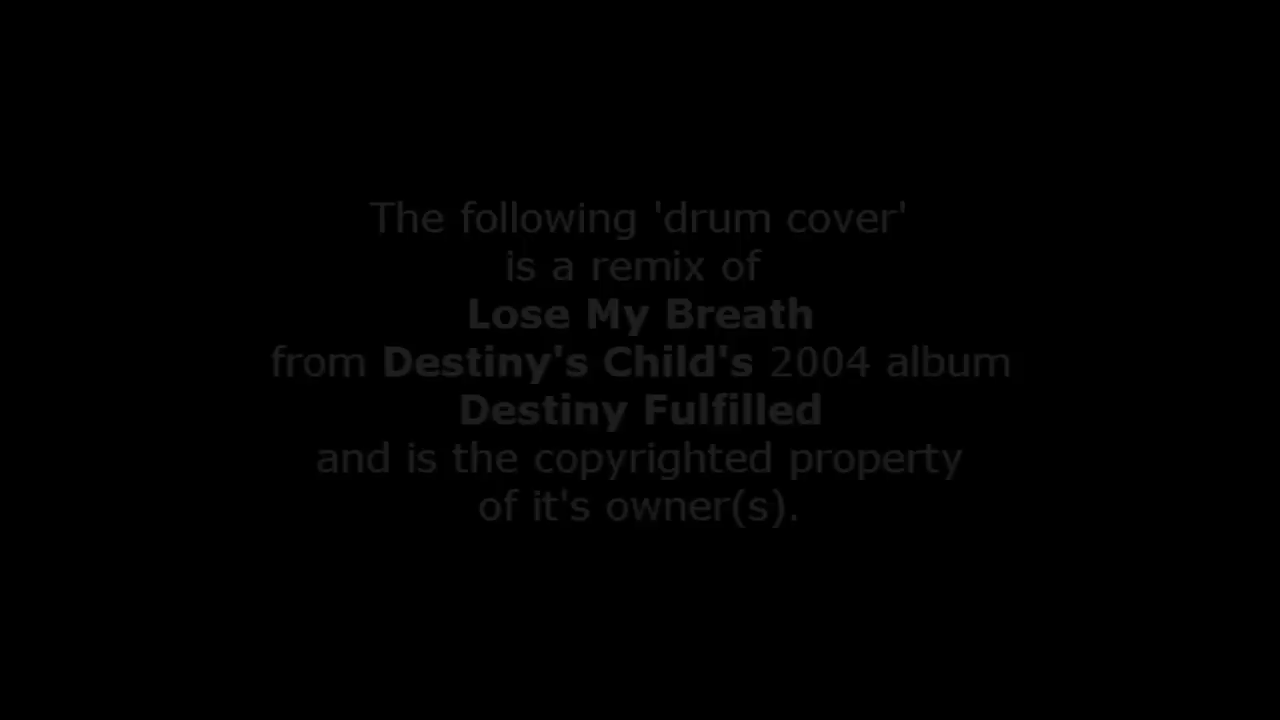 The following 'drum cover'
is a remix of
Lose My Breath
from Destiny's Child's 2004 album
Destiny Fulfilled
and is the copyrighted property
of it's owner(s).